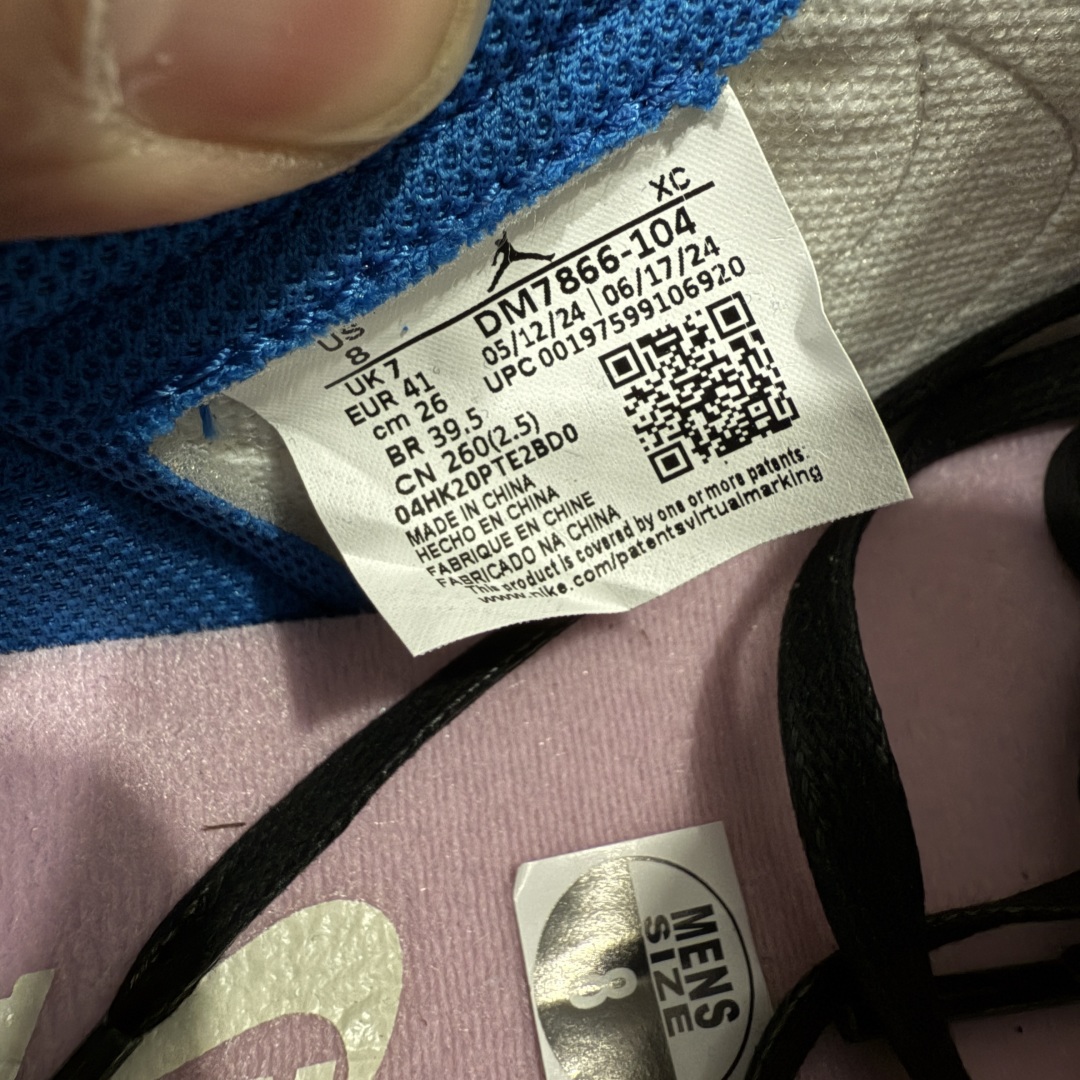 XC
DM7866-104
05/12/24 | 06/17/24
UPC 00197599106920
US
8
UK 7
EUR 41
cm 26
BR 39.5
CN 260(2.5)
04HK20PTE2BD0
MADE IN CHINA
HECHO EN CHINA
FABRIQUE EN CHINE
FABRICADO NA CHINA
This product is covered by one or more patents:
www.nike.com/patentsvirtualmarking
MENS
SIZE
8